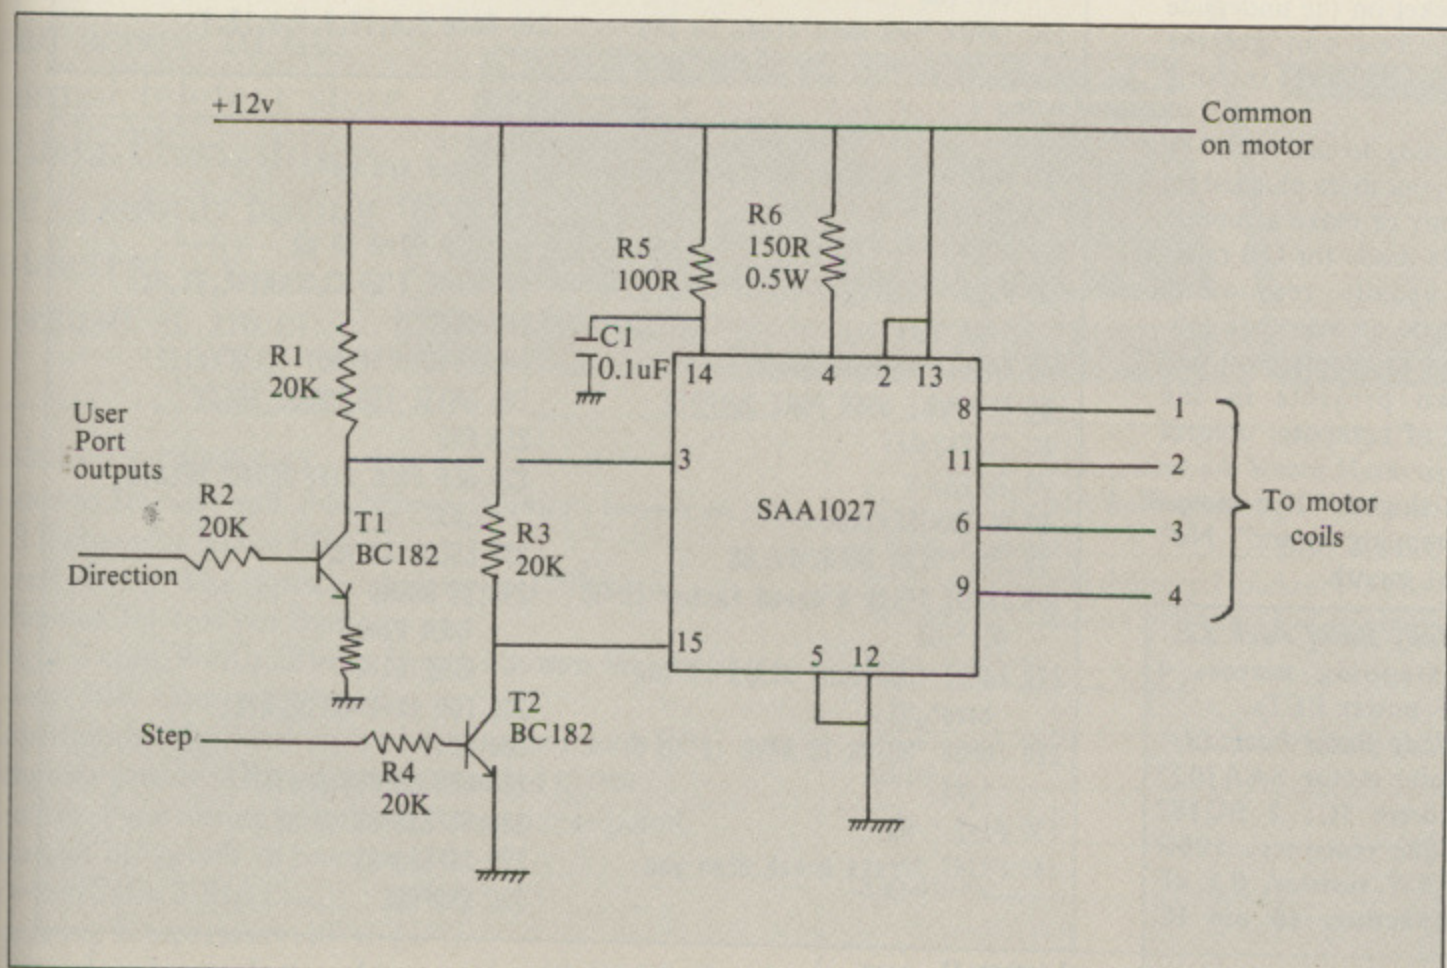 +12v
Common
on motor
R6
150R
0.5W
R5
100R
C1
0.1uF
14
4
2
13
R1
20K
8
1
User
Port
outputs
3
11
2
To motor
coils
SAA1027
R2
20K
T1
BC182
R3
20K
6
3
Direction
9
4
15
5
12
T2
BC182
Step
R4
20K